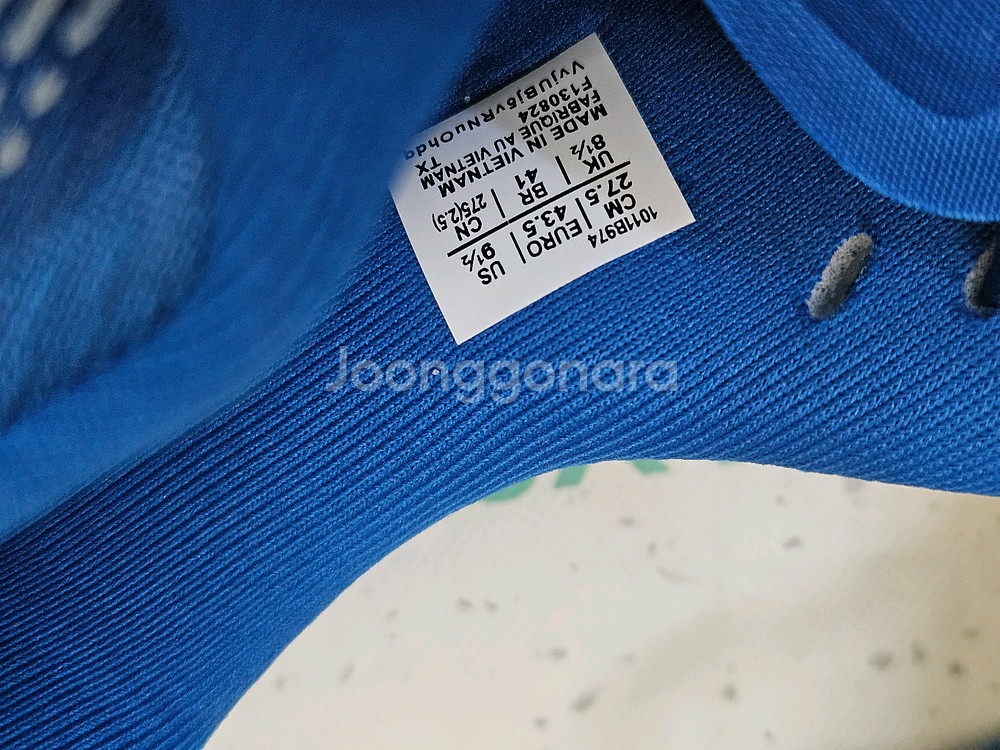 1011B974
US | EURO | CM
9½ | 43.5 | 27.5
CN | BR | UK
275(2.5) | 41 | 8½
MADE IN VIETNAM
FABRIQUE AU VIETNAM
F130824 TX
VvjUBj5vRNuOhdq
Joonggonara